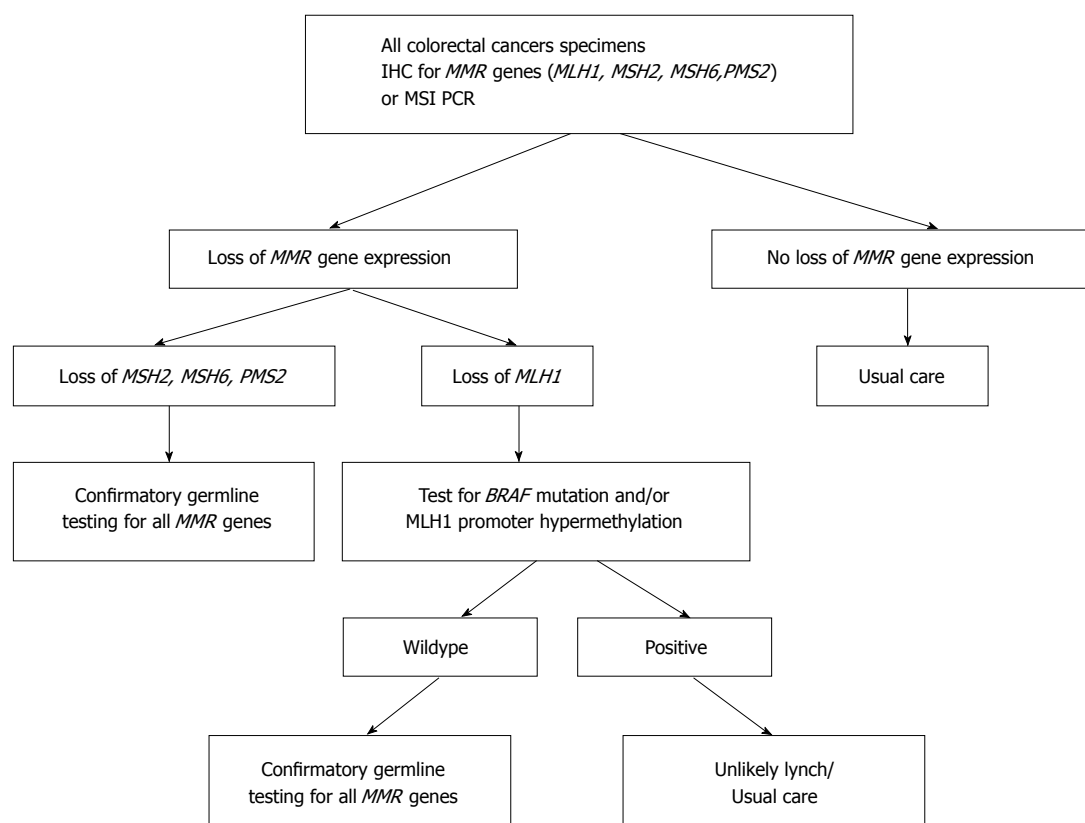 All colorectal cancers specimens
IHC for MMR genes (MLH1, MSH2, MSH6,PMS2)
or MSI PCR
Loss of MMR gene expression
No loss of MMR gene expression
Loss of MSH2, MSH6, PMS2
Loss of MLH1
Usual care
Confirmatory germline
testing for all MMR genes
Test for BRAF mutation and/or
MLH1 promoter hypermethylation
Wildype
Positive
Confirmatory germline
testing for all MMR genes
Unlikely lynch/
Usual care